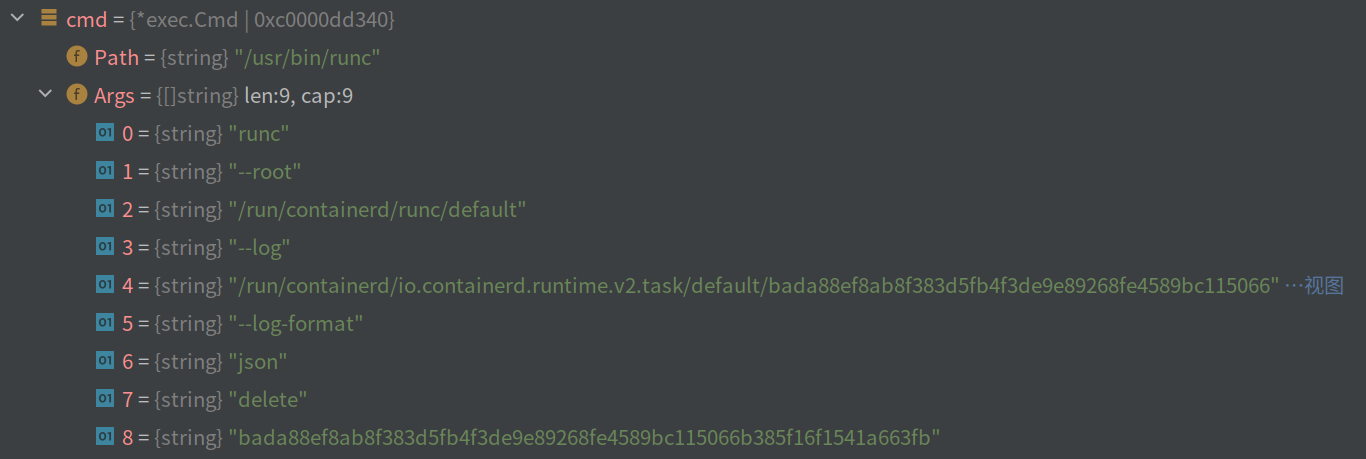 cmd = {*exec.Cmd | 0xc0000dd340}
f Path = {string} "/usr/bin/runc"
f Args = {[]string} len:9, cap:9
01 0 = {string} "runc"
01 1 = {string} "--root"
01 2 = {string} "/run/containerd/runc/default"
01 3 = {string} "--log"
01 4 = {string} "/run/containerd/io.containerd.runtime.v2.task/default/bada88ef8ab8f383d5fb4f3de9e89268fe4589bc115066" …视图
01 5 = {string} "--log-format"
01 6 = {string} "json"
01 7 = {string} "delete"
01 8 = {string} "bada88ef8ab8f383d5fb4f3de9e89268fe4589bc115066b385f16f1541a663fb"